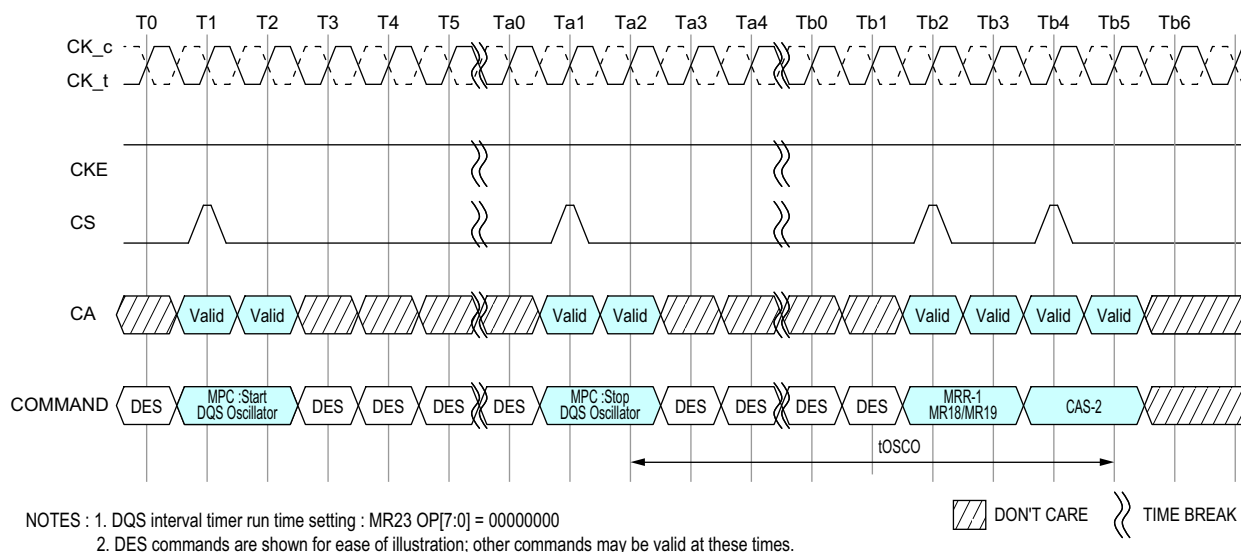 T0 T1 T2 T3 T4 T5 Ta0 Ta1 Ta2 Ta3 Ta4 Tb0 Tb1 Tb2 Tb3 Tb4 Tb5 Tb6
CK_c
CK_t
CKE
CS
CA Valid Valid Valid Valid Valid Valid Valid Valid
COMMAND DES MPC :Start DQS Oscillator DES DES DES DES MPC :Stop DQS Oscillator DES DES DES DES MRR-1 MR18/MR19 CAS-2
tOSCO
NOTES : 1. DQS interval timer run time setting : MR23 OP[7:0] = 00000000
DON'T CARE TIME BREAK
2. DES commands are shown for ease of illustration; other commands may be valid at these times.